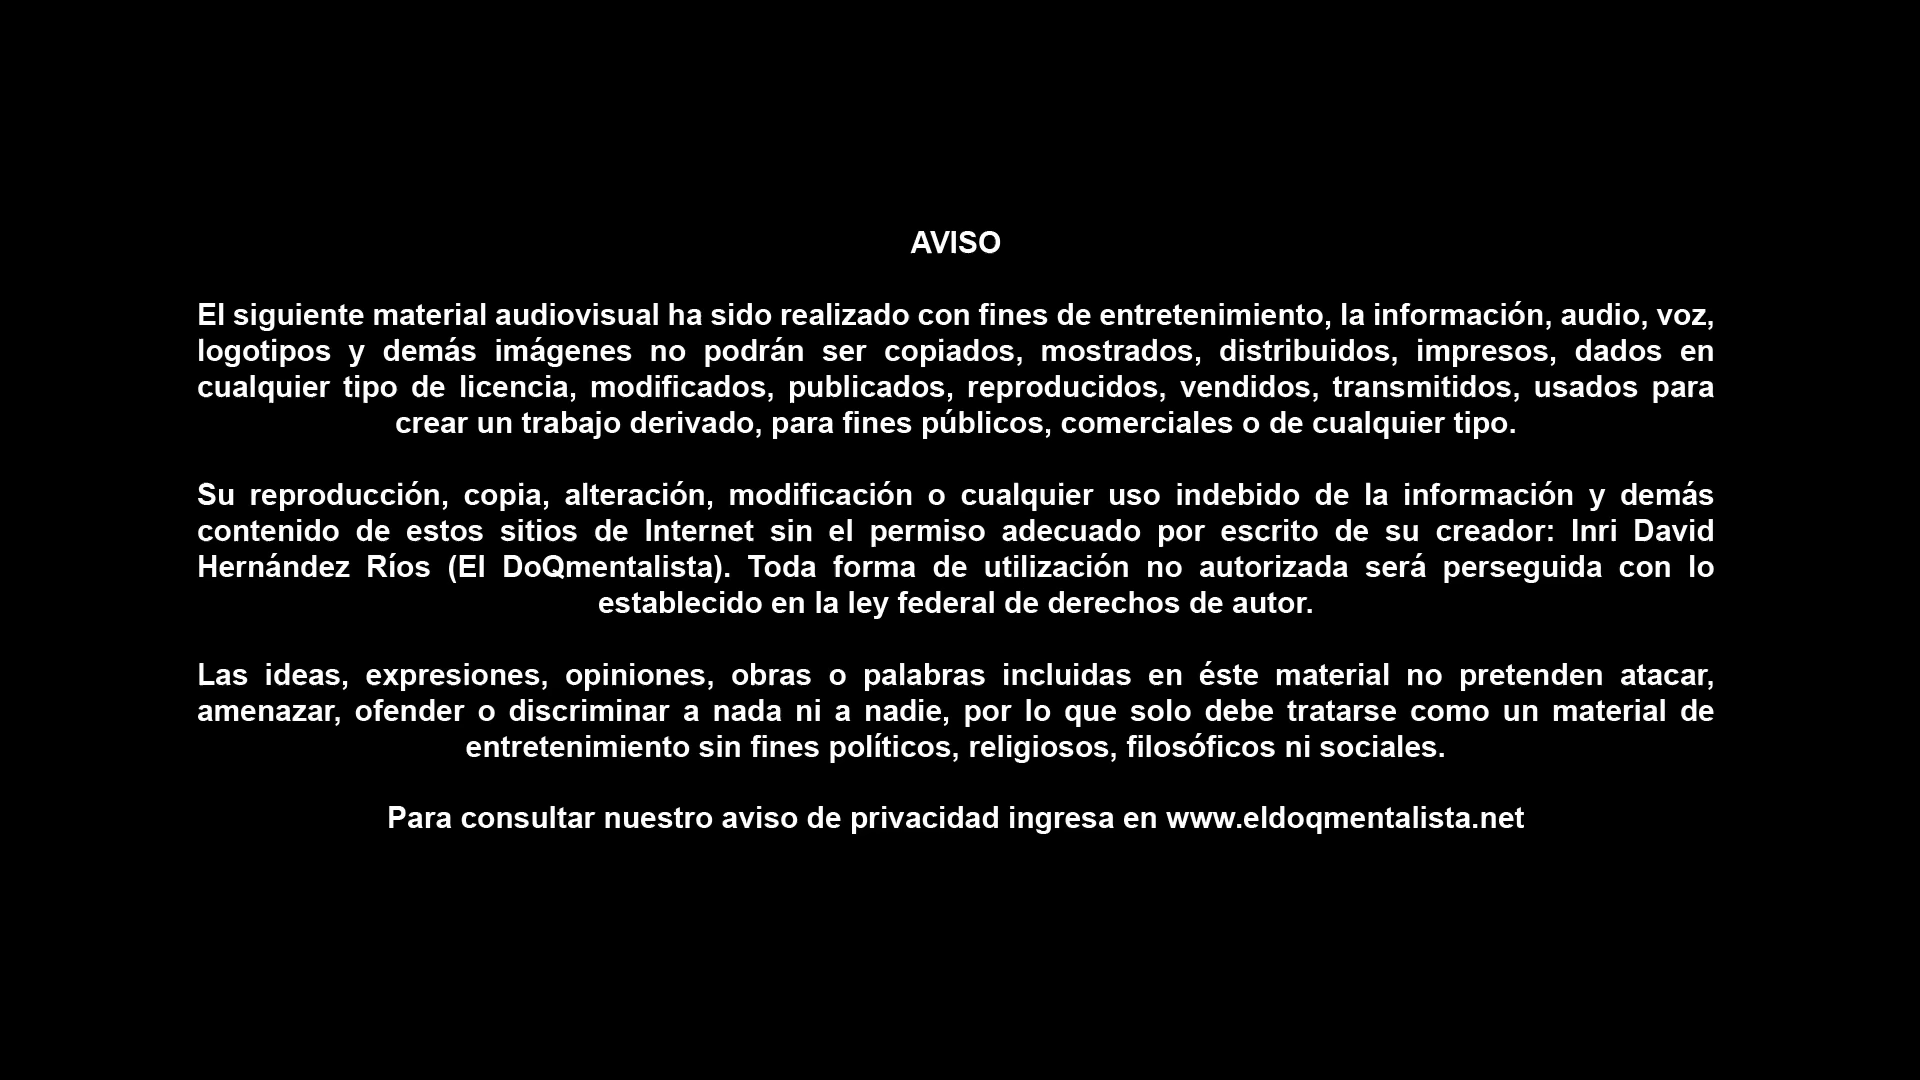 AVISO
El siguiente material audiovisual ha sido realizado con fines de entretenimiento, la información, audio, voz,
logotipos y demás imágenes no podrán ser copiados, mostrados, distribuidos, impresos, dados en
cualquier tipo de licencia, modificados, publicados, reproducidos, vendidos, transmitidos, usados para
crear un trabajo derivado, para fines públicos, comerciales o de cualquier tipo.
Su reproducción, copia, alteración, modificación o cualquier uso indebido de la información y demás
contenido de estos sitios de Internet sin el permiso adecuado por escrito de su creador: Inri David
Hernández Ríos (El DoQmentalista). Toda forma de utilización no autorizada será perseguida con lo
establecido en la ley federal de derechos de autor.
Las ideas, expresiones, opiniones, obras o palabras incluidas en éste material no pretenden atacar,
amenazar, ofender o discriminar a nada ni a nadie, por lo que solo debe tratarse como un material de
entretenimiento sin fines políticos, religiosos, filosóficos ni sociales.
Para consultar nuestro aviso de privacidad ingresa en www.eldoqmentalista.net